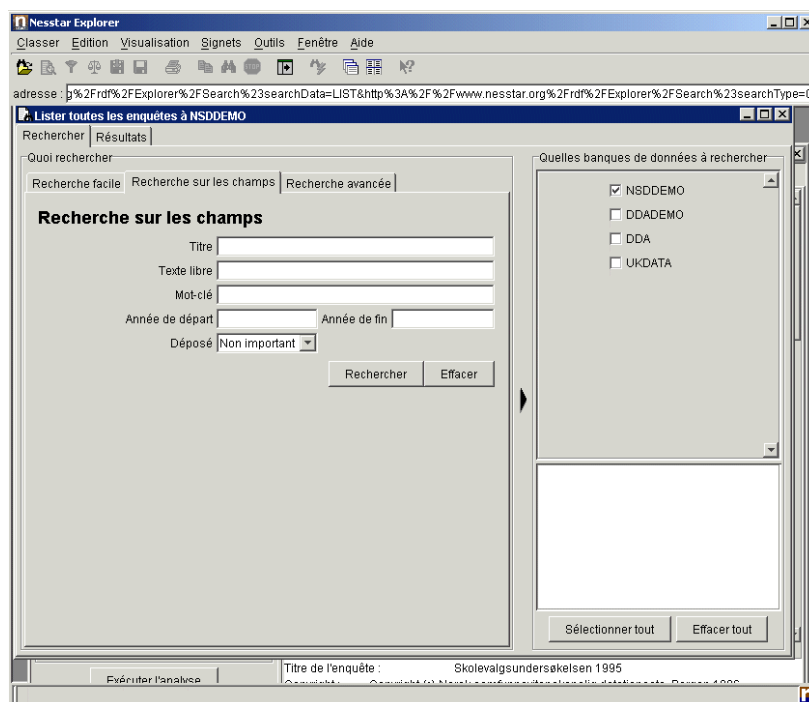 Nesstar Explorer
Classer Edition Visualisation Signets Outils Fenêtre Aide
adresse : g%2Frdf%2FExplorer%2FSearch%23searchData=LIST&http%3A%2F%2Fwww.nesstar.org%2Frdf%2FExplorer%2FSearch%23searchType=0
Lister toutes les enquêtes à NSDDEMO
Rechercher Résultats
Quoi rechercher
Recherche facile Recherche sur les champs Recherche avancée
Recherche sur les champs
Titre
Texte libre
Mot-clé
Année de départ Année de fin
Déposé Non important
Rechercher Effacer
Quelles banques de données à rechercher
NSDDEMO
DDADEMO
DDA
UKDATA
Sélectionner tout Effacer tout
Titre de l'enquête : Skolevalgsundersøkelsen 1995
Exécuter l'analyse